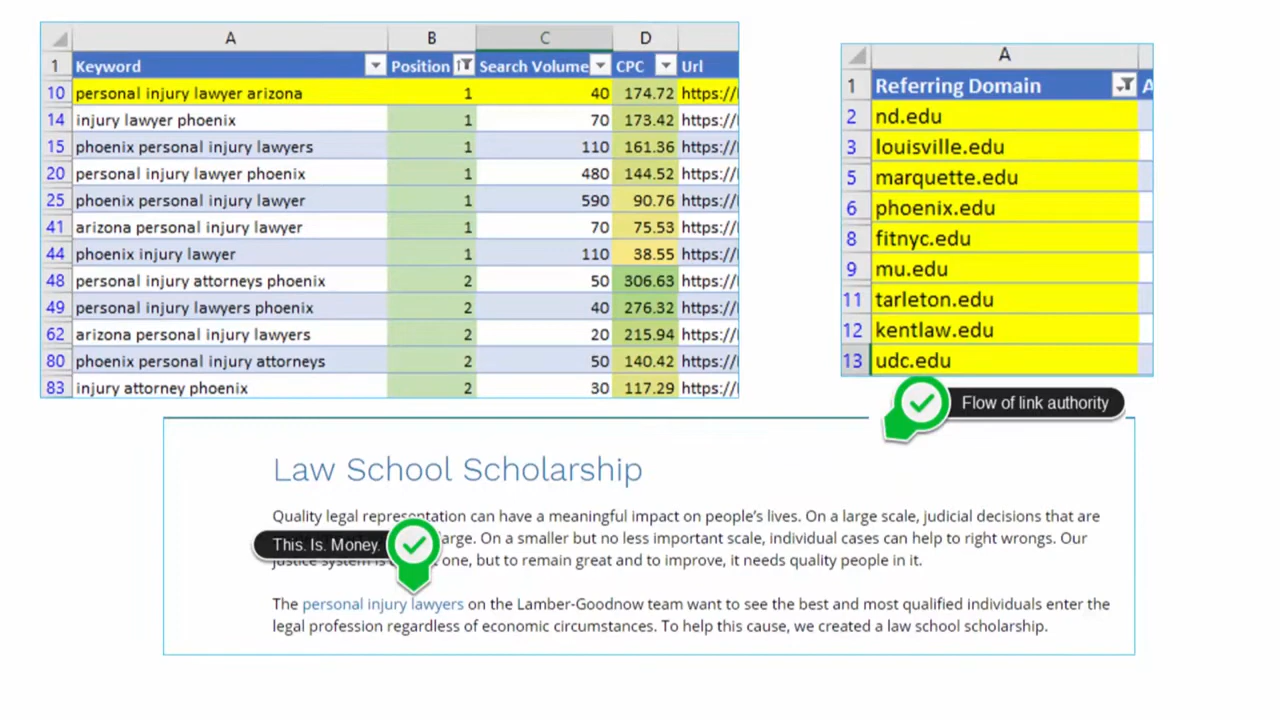 A B C D
1 Keyword Position Search Volume CPC Url
10 personal injury lawyer arizona 1 40 174.72 https://
14 injury lawyer phoenix 1 70 173.42 https://
15 phoenix personal injury lawyers 1 110 161.36 https://
20 personal injury lawyer phoenix 1 480 144.52 https://
25 phoenix personal injury lawyer 1 590 90.76 https://
41 arizona personal injury lawyer 1 70 75.53 https://
44 phoenix injury lawyer 1 110 38.55 https://
48 personal injury attorneys phoenix 2 50 306.63 https://
49 personal injury lawyers phoenix 2 40 276.32 https://
62 arizona personal injury lawyers 2 20 215.94 https://
80 phoenix personal injury attorneys 2 50 140.42 https://
83 injury attorney phoenix 2 30 117.29 https://
A
1 Referring Domain A
2 nd.edu
3 louisville.edu
5 marquette.edu
6 phoenix.edu
8 fitnyc.edu
9 mu.edu
11 tarleton.edu
12 kentlaw.edu
13 udc.edu
Flow of link authority
Law School Scholarship
Quality legal representation can have a meaningful impact on people's lives. On a large scale, judicial decisions that are
This. Is. Money.
large. On a smaller but no less important scale, individual cases can help to right wrongs. Our
justice system is one, but to remain great and to improve, it needs quality people in it.
The personal injury lawyers on the Lamber-Goodnow team want to see the best and most qualified individuals enter the
legal profession regardless of economic circumstances. To help this cause, we created a law school scholarship.